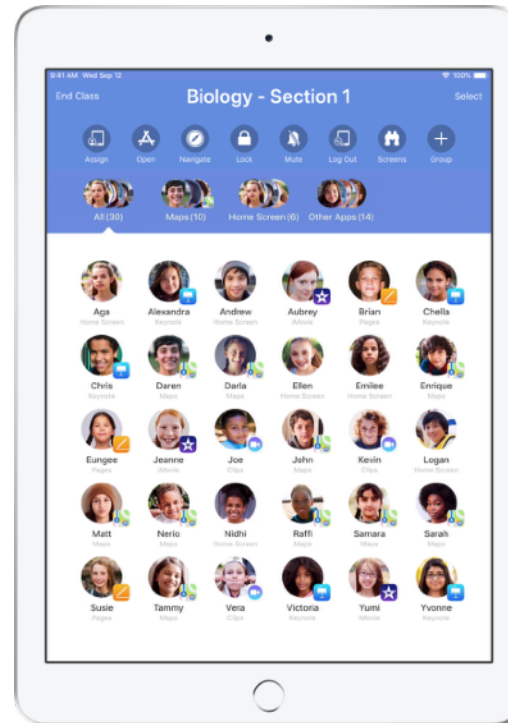 9:41 AM Wed Sep 12 100%
End Class Biology - Section 1 Select
Assign Open Navigate Lock Mute Log Out Screens Group
All (30) Maps (10) Home Screen (6) Other Apps (14)
Aga Alexandra Andrew Aubrey Brian Chella
Home Screen Keynote Home Screen iMovie Pages Keynote
Chris Daren Darla Ellen Emilee Enrique
Keynote Maps Maps Home Screen Home Screen Maps
Eungee Jeanne Joe John Kevin Logan
Pages iMovie Clips Maps Clips Home Screen
Matt Nerio Nidhi Raffi Samara Sarah
Maps Maps Home Screen Maps Maps Maps
Susie Tammy Vera Victoria Yumi Yvonne
Pages Maps Clips Keynote iMovie Keynote